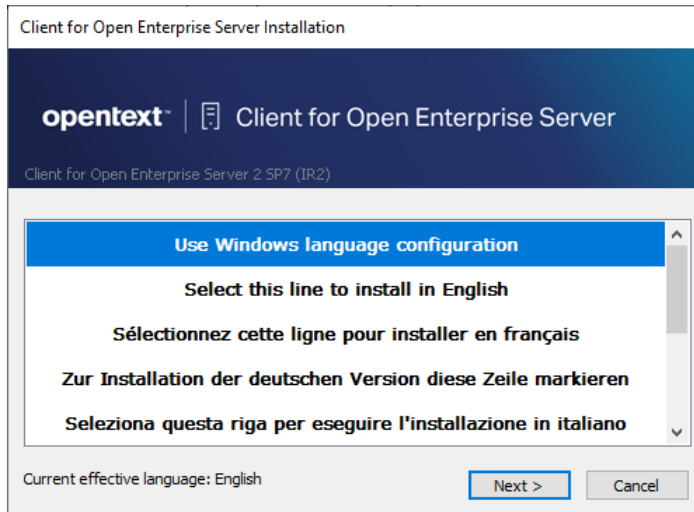 Client for Open Enterprise Server Installation
opentext™ | Client for Open Enterprise Server
Client for Open Enterprise Server 2 SP7 (IR2)
Use Windows language configuration
Select this line to install in English
Sélectionnez cette ligne pour installer en français
Zur Installation der deutschen Version diese Zeile markieren
Seleziona questa riga per eseguire l'installazione in italiano
Current effective language: English
Next >
Cancel